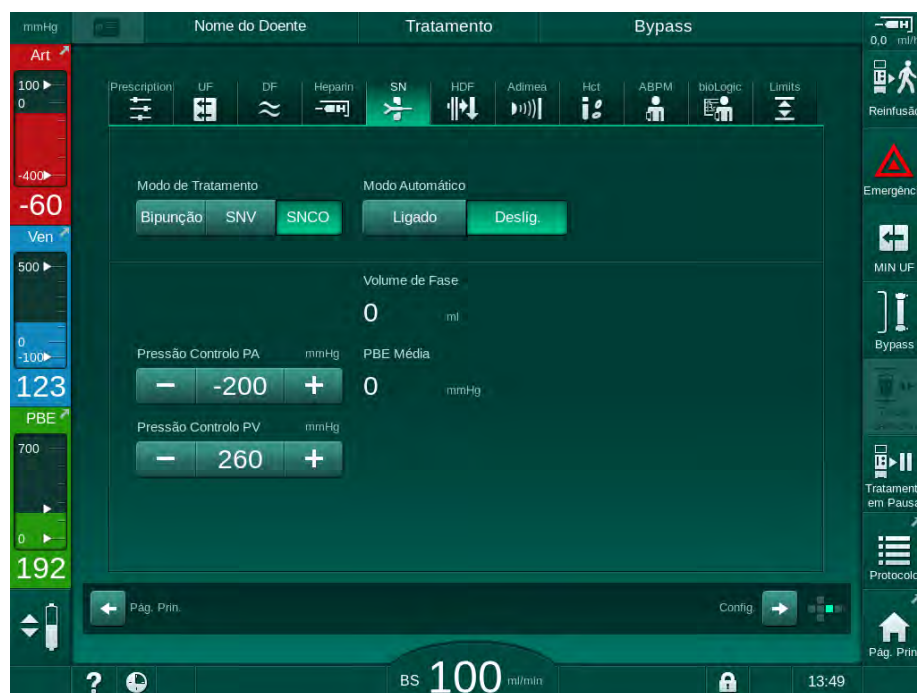 mmHg
Nome do Doente
Tratamento
Bypass
0,0 ml/h
Art
100
0
-400
-60
Ven
500
0
-100
123
PBE
700
0
192
Prescription
UF
DF
Heparin
SN
HDF
Adimea
Hct
ABPM
bioLogic
Limits
Modo de Tratamento
Modo Automático
Bipunção SNV SNCO
Ligado Deslig.
Volume de Fase
0 ml
Pressão Controlo PA mmHg
PBE Média
- -200 +
0 mmHg
Pressão Controlo PV mmHg
- 260 +
Pág. Prin.
Config.
Reinfusã
Emergênc
MIN UF
Bypass
Tratament
em Pausa
Protocolo
Pág. Prin
?
BS 100 ml/min
13:49